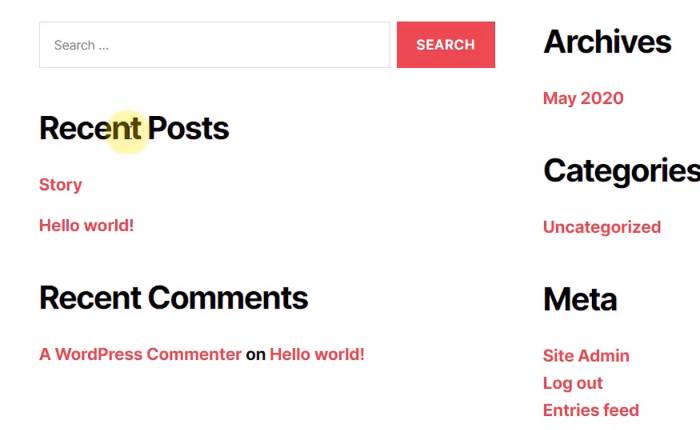 Search ...
SEARCH
Recent Posts
Story
Hello world!
Recent Comments
A WordPress Commenter on Hello world!
Archives
May 2020
Categories
Uncategorized
Meta
Site Admin
Log out
Entries feed